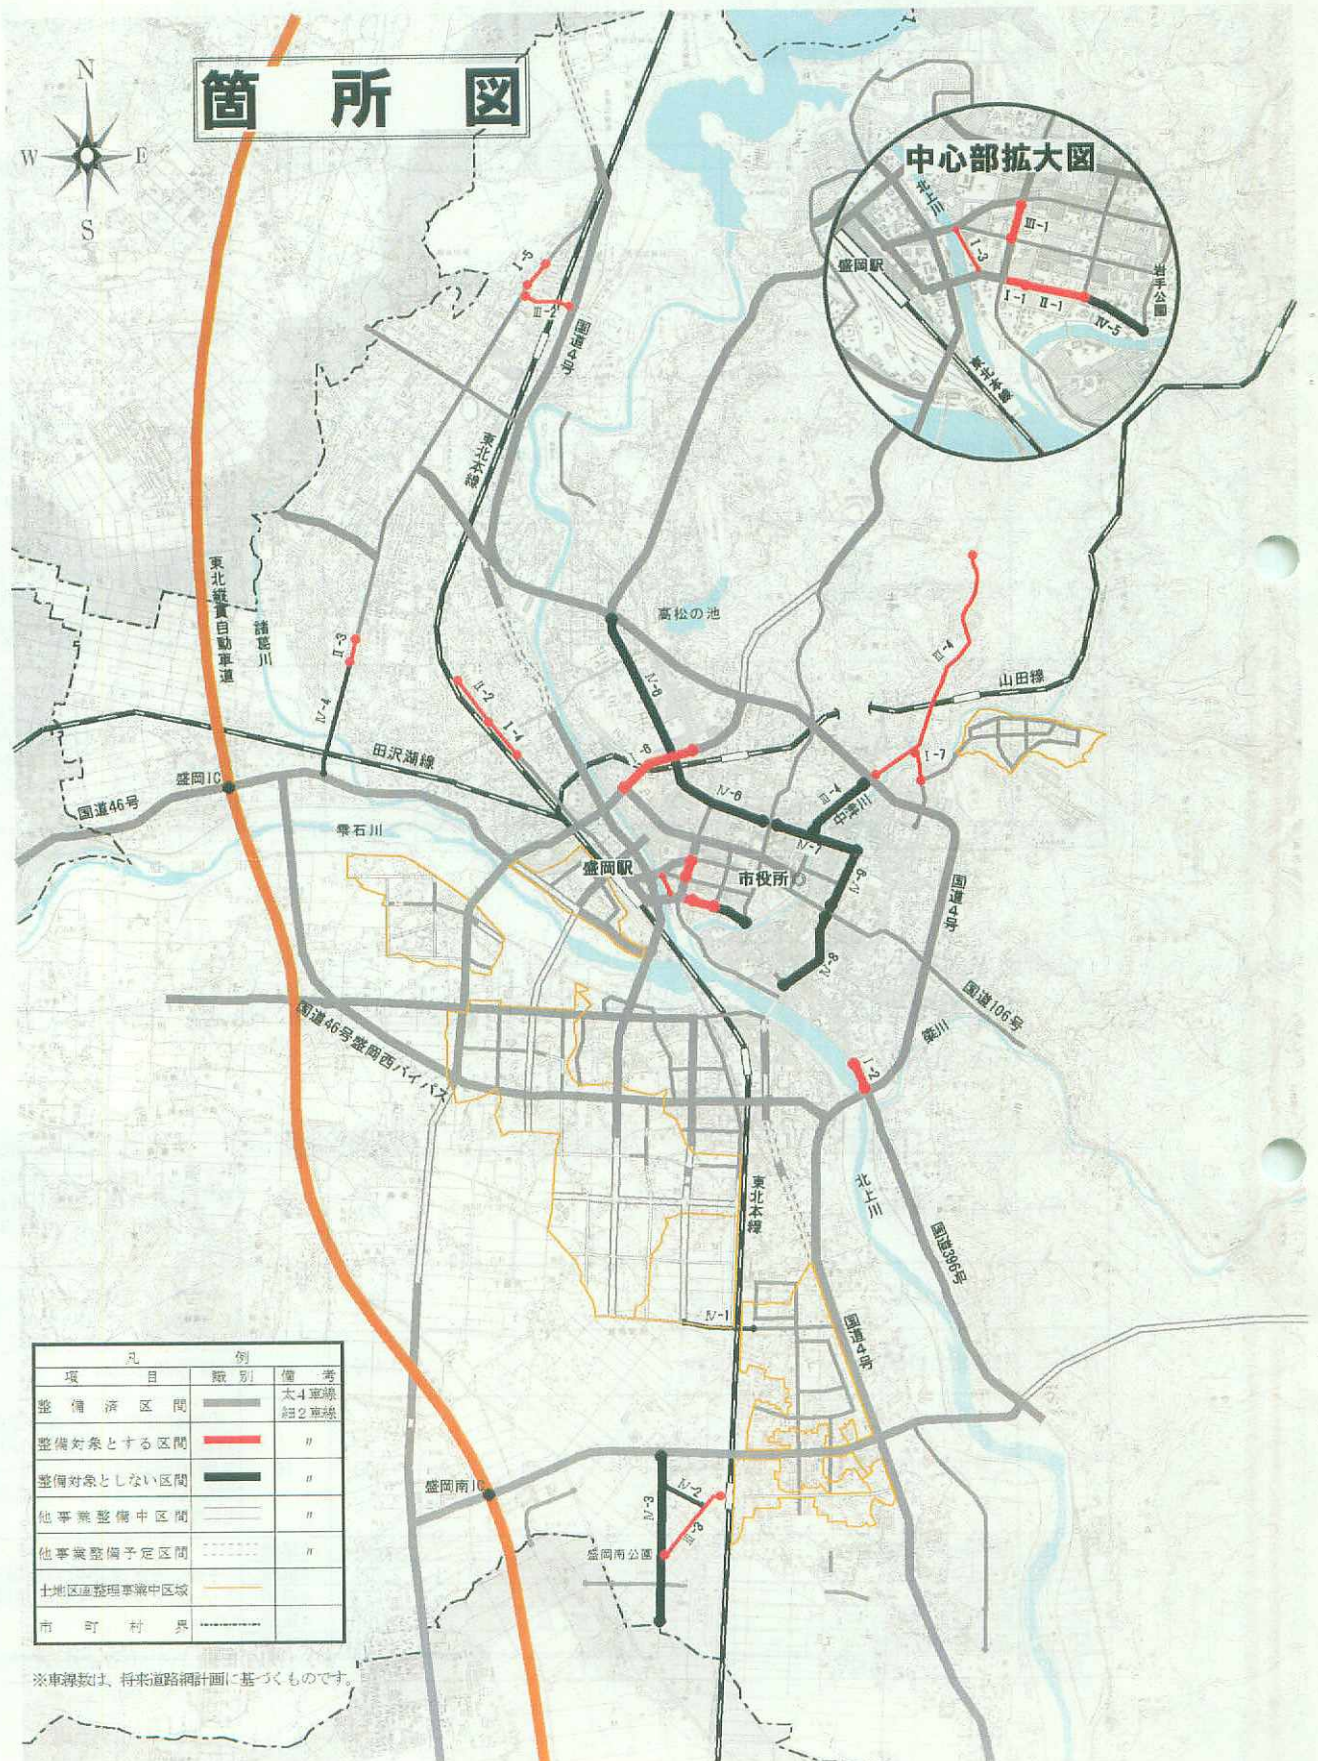 箇所図
N
W
E
S
中心部拡大図
北上川
盛岡駅
Ⅲ-1
Ⅰ-3
Ⅰ-1
Ⅱ-1
Ⅳ-5
岩手公園
東北本線
Ⅰ-5
Ⅲ-2
国道4号
東北本線
東北縦貫自動車道
諸葛川
高松の池
Ⅱ-3
Ⅳ-4
Ⅱ-2
Ⅰ-4
Ⅳ-6
Ⅰ-6
山田線
Ⅰ-7
田沢湖線
盛岡IC
国道46号
雫石川
Ⅳ-6
中津川
Ⅳ-7
盛岡駅
市役所
Ⅳ-8
国道4号
国道106号
簗川
国道46号盛岡西バイパス
Ⅰ-2
東北本線
北上川
国道396号
Ⅳ-1
国道4号
盛岡南IC
Ⅳ-3
Ⅳ-2
Ⅲ-3
盛岡南公園
凡例
項目 識別 備考
整備済区間 太4車線
細2車線
整備対象とする区間 〃
整備対象としない区間 〃
他事業整備中区間 〃
他事業整備予定区間 〃
土地区画整理事業中区域
市町村界
※車線数は、将来道路網計画に基づくものです。